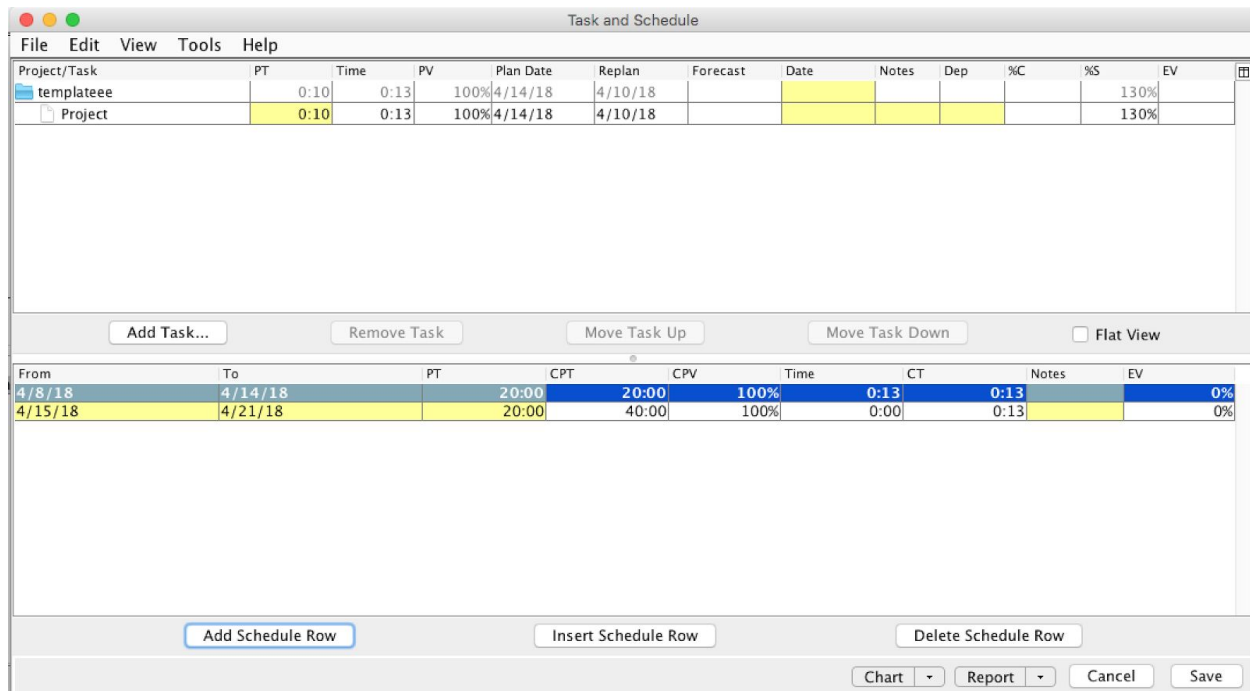 Task and Schedule
File Edit View Tools Help
Project/Task PT Time PV Plan Date Replan Forecast Date Notes Dep %C %S EV
templateee 0:10 0:13 100% 4/14/18 4/10/18 130%
Project 0:10 0:13 100% 4/14/18 4/10/18 130%
Add Task... Remove Task Move Task Up Move Task Down Flat View
From To PT CPT CPV Time CT Notes EV
4/8/18 4/14/18 20:00 20:00 100% 0:13 0:13 0%
4/15/18 4/21/18 20:00 40:00 100% 0:00 0:13 0%
Add Schedule Row Insert Schedule Row Delete Schedule Row
Chart Report Cancel Save